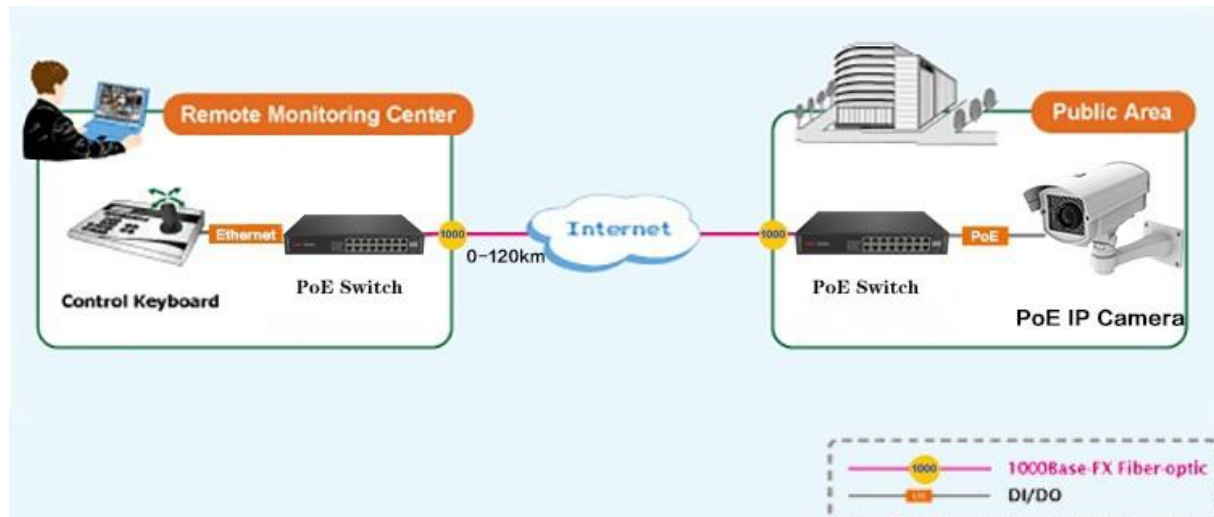 Remote Monitoring Center
Public Area
Ethernet
1000
0-120km
Internet
1000
PoE
Control Keyboard
PoE Switch
PoE Switch
PoE IP Camera
1000
1000Base-FX Fiber-optic
DI/DO